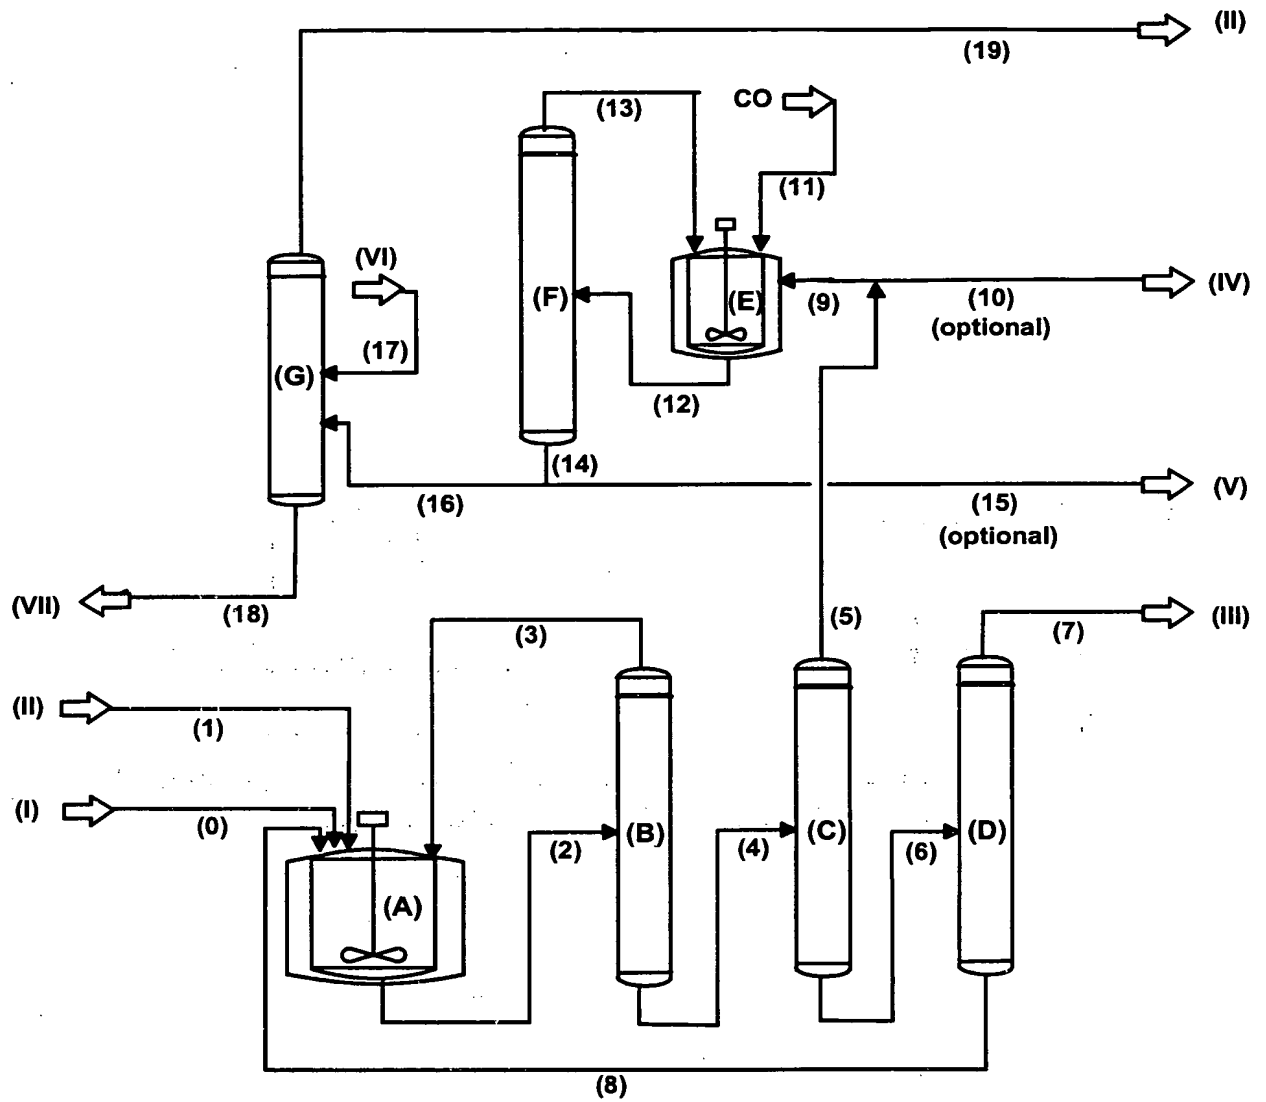 (II)
(19)
(13)
CO
(11)
(VI)
(F)
(E)
(9)
(10)
(IV)
(optional)
(17)
(G)
(12)
(14)
(16)
(15)
(V)
(optional)
(VII)
(18)
(3)
(5)
(7)
(III)
(II)
(1)
(I)
(0)
(2)
(B)
(4)
(C)
(6)
(D)
(A)
(8)